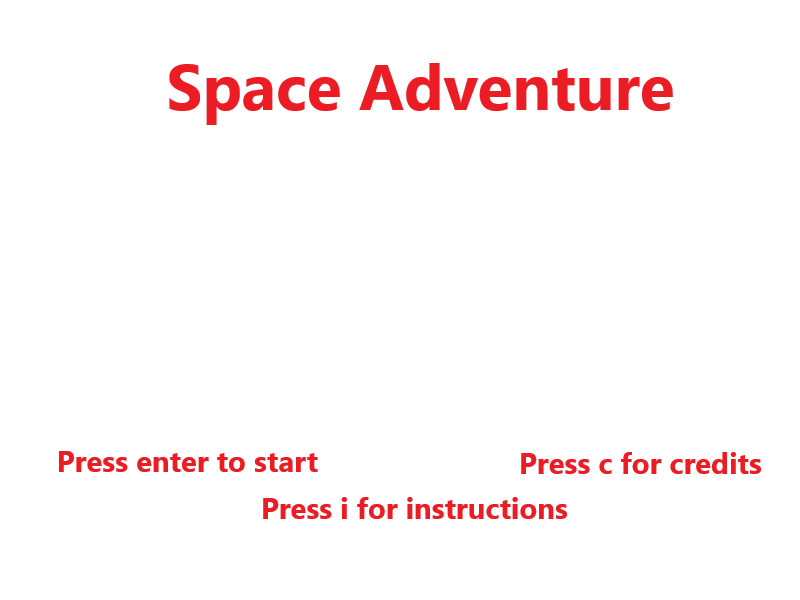 Space Adventure
Press enter to start
Press c for credits
Press i for instructions